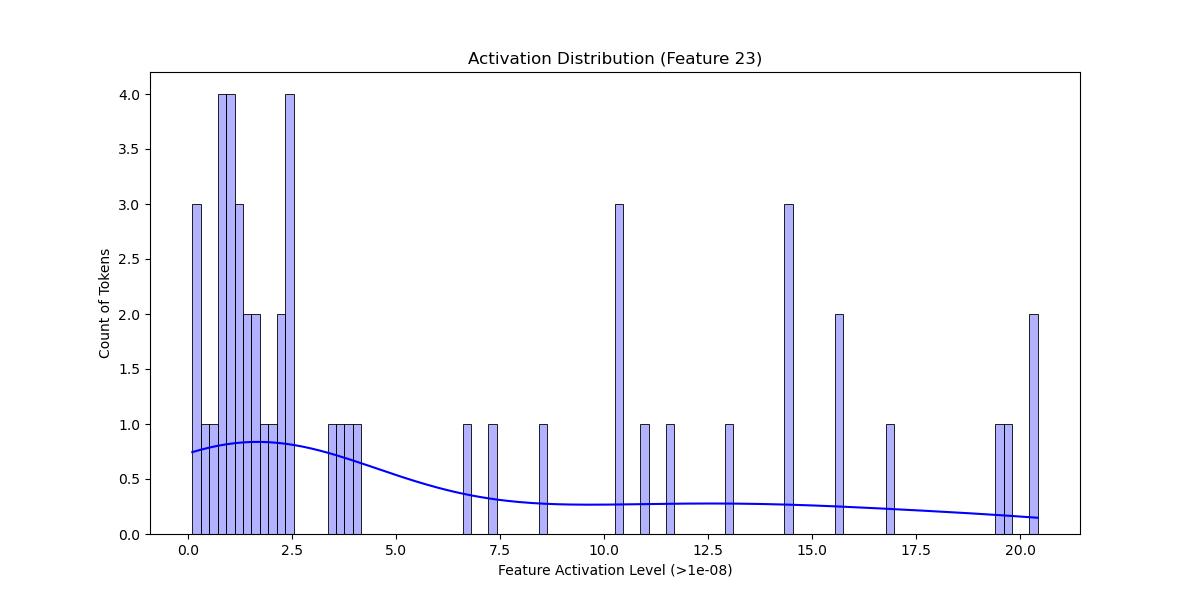 Activation Distribution (Feature 23)
4.0
3.5
3.0
2.5
2.0
1.5
1.0
0.5
0.0
Count of Tokens
0.0 2.5 5.0 7.5 10.0 12.5 15.0 17.5 20.0
Feature Activation Level (>1e-08)